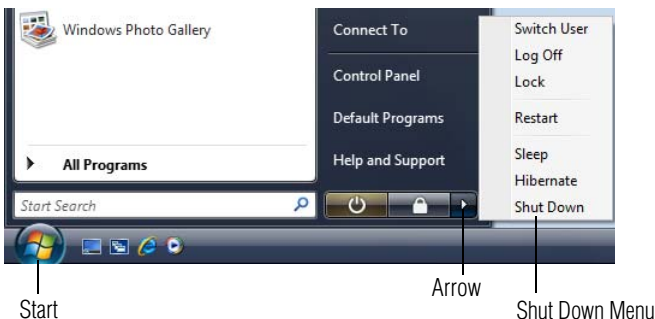 Windows Photo Gallery
All Programs
Start Search
Connect To
Control Panel
Default Programs
Help and Support
Switch User
Log Off
Lock
Restart
Sleep
Hibernate
Shut Down
Start
Arrow
Shut Down Menu